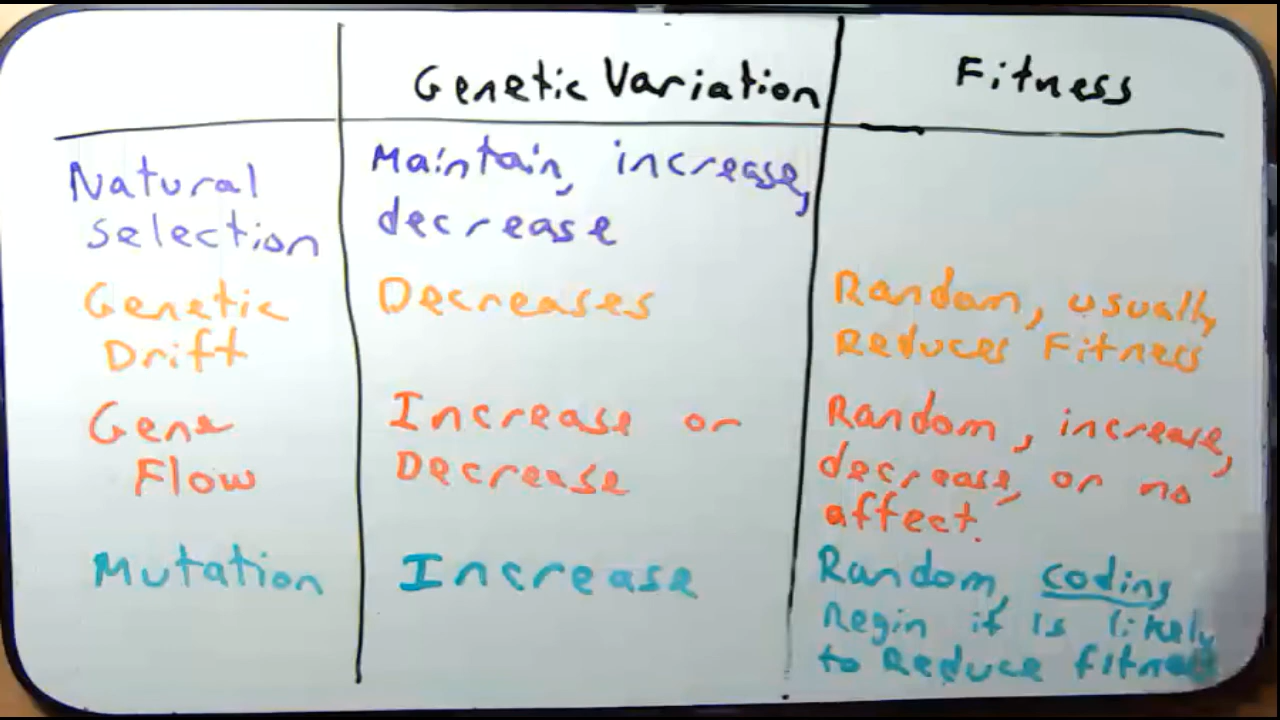 Genetic Variation
Fitness
Natural
selection
Maintain, increase,
decrease
Genetic
Drift
Decreases
Random, usually
Reduces Fitness
Gene
Flow
Increase or
Decrease
Random, increase,
decrease, or no
affect.
Mutation
Increase
Random, coding
Regin it is likely
to Reduce fitness